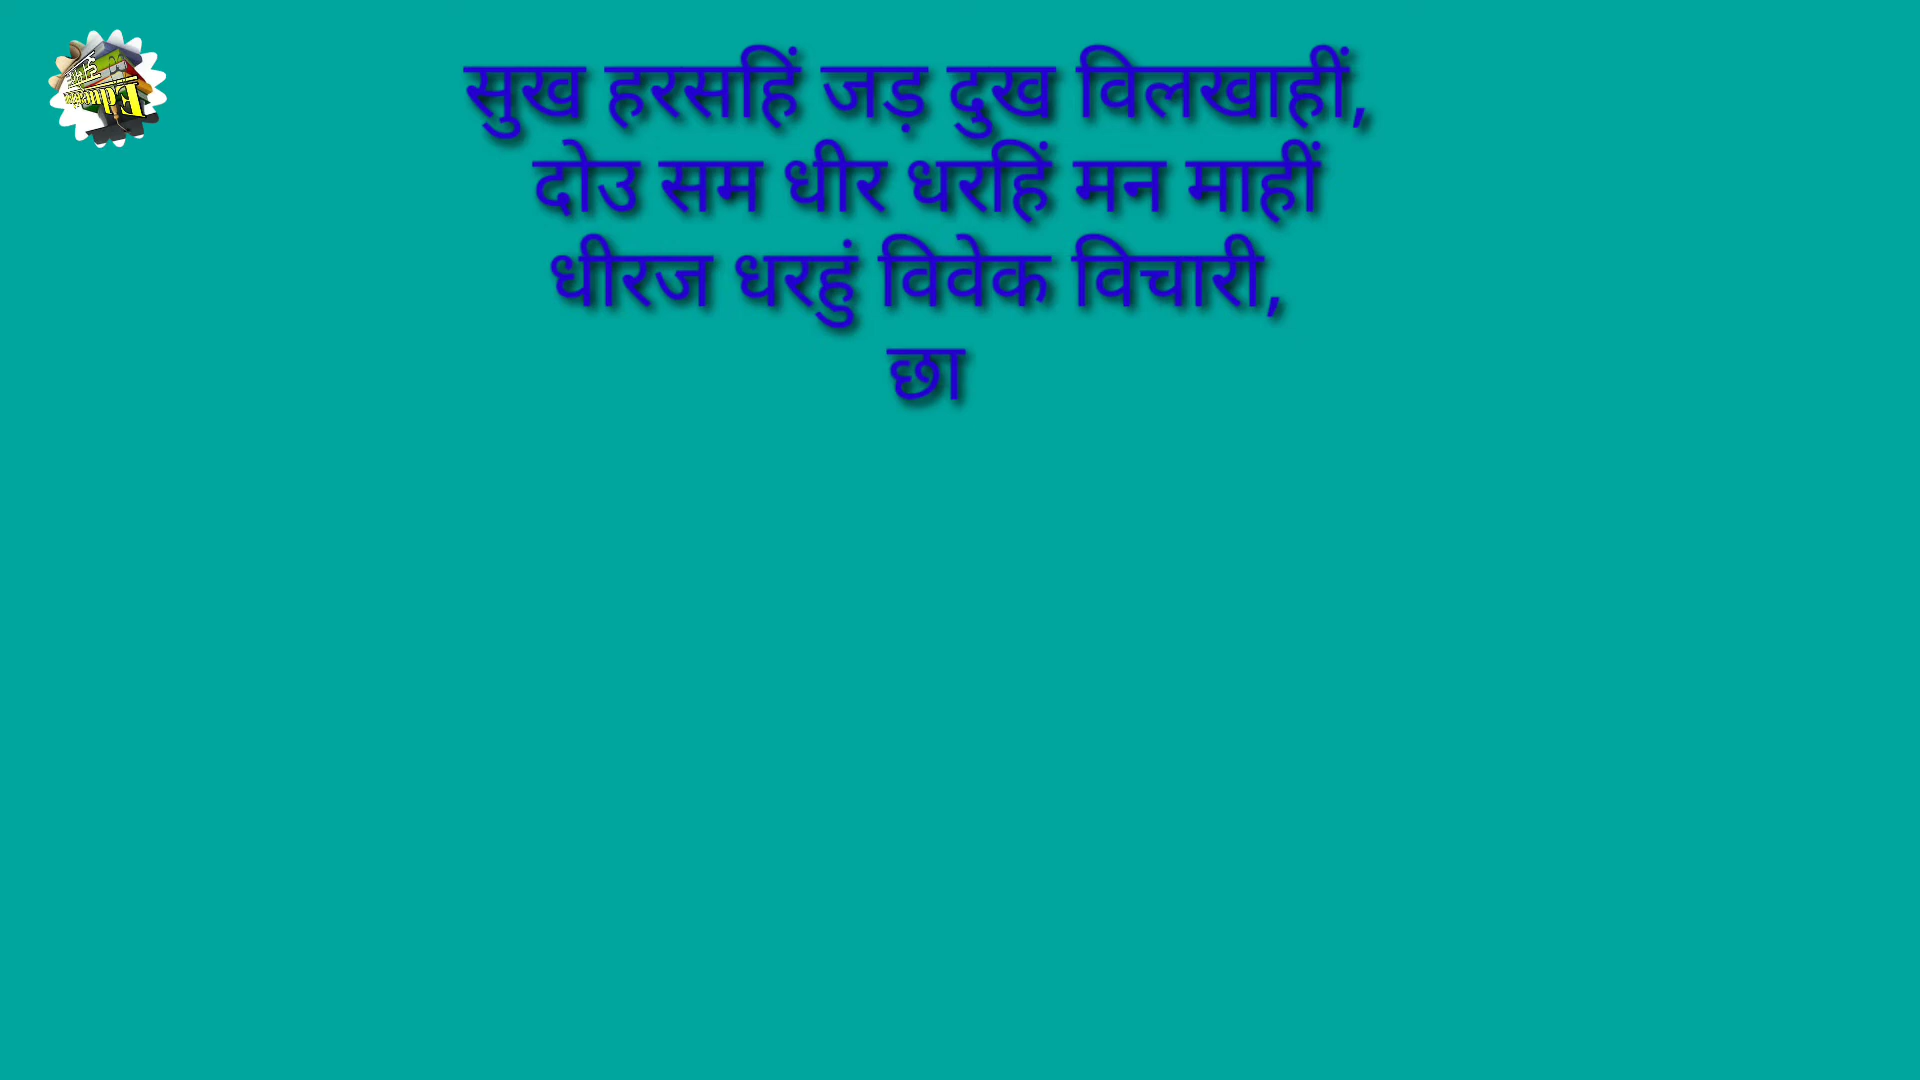 सुख हरसहिं जड़ दुख विलखाहीं,
दोउ सम धीर धरहिं मन माहीं
धीरज धरहुं विवेक विचारी,
छा